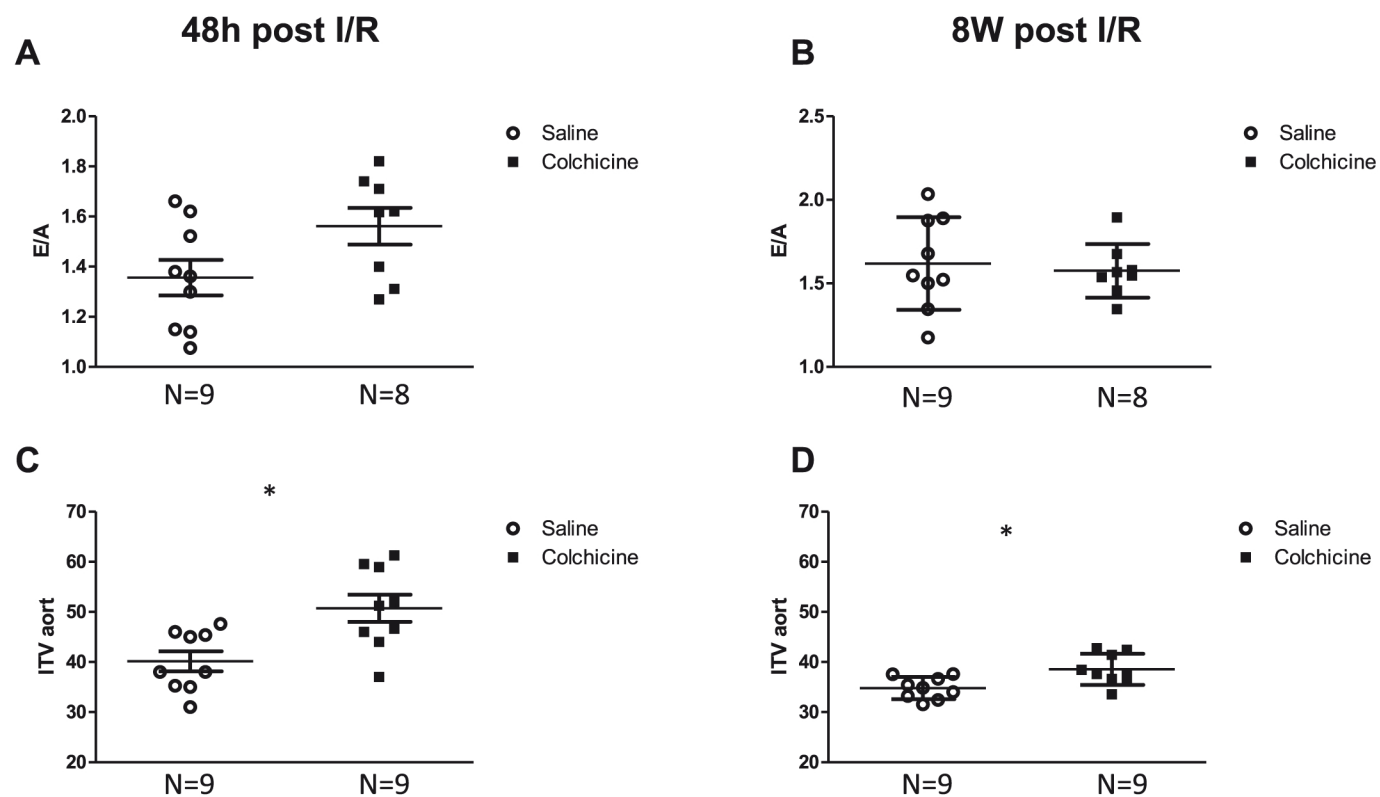 48h post I/R
8W post I/R
A
B
2.0
1.8
1.6
1.4
1.2
1.0
E/A
Saline
Colchicine
N=9
N=8
2.5
2.0
1.5
1.0
E/A
Saline
Colchicine
N=9
N=8
C
D
*
70
60
50
40
30
20
ITV aort
Saline
Colchicine
N=9
N=9
*
70
60
50
40
30
20
ITV aort
Saline
Colchicine
N=9
N=9